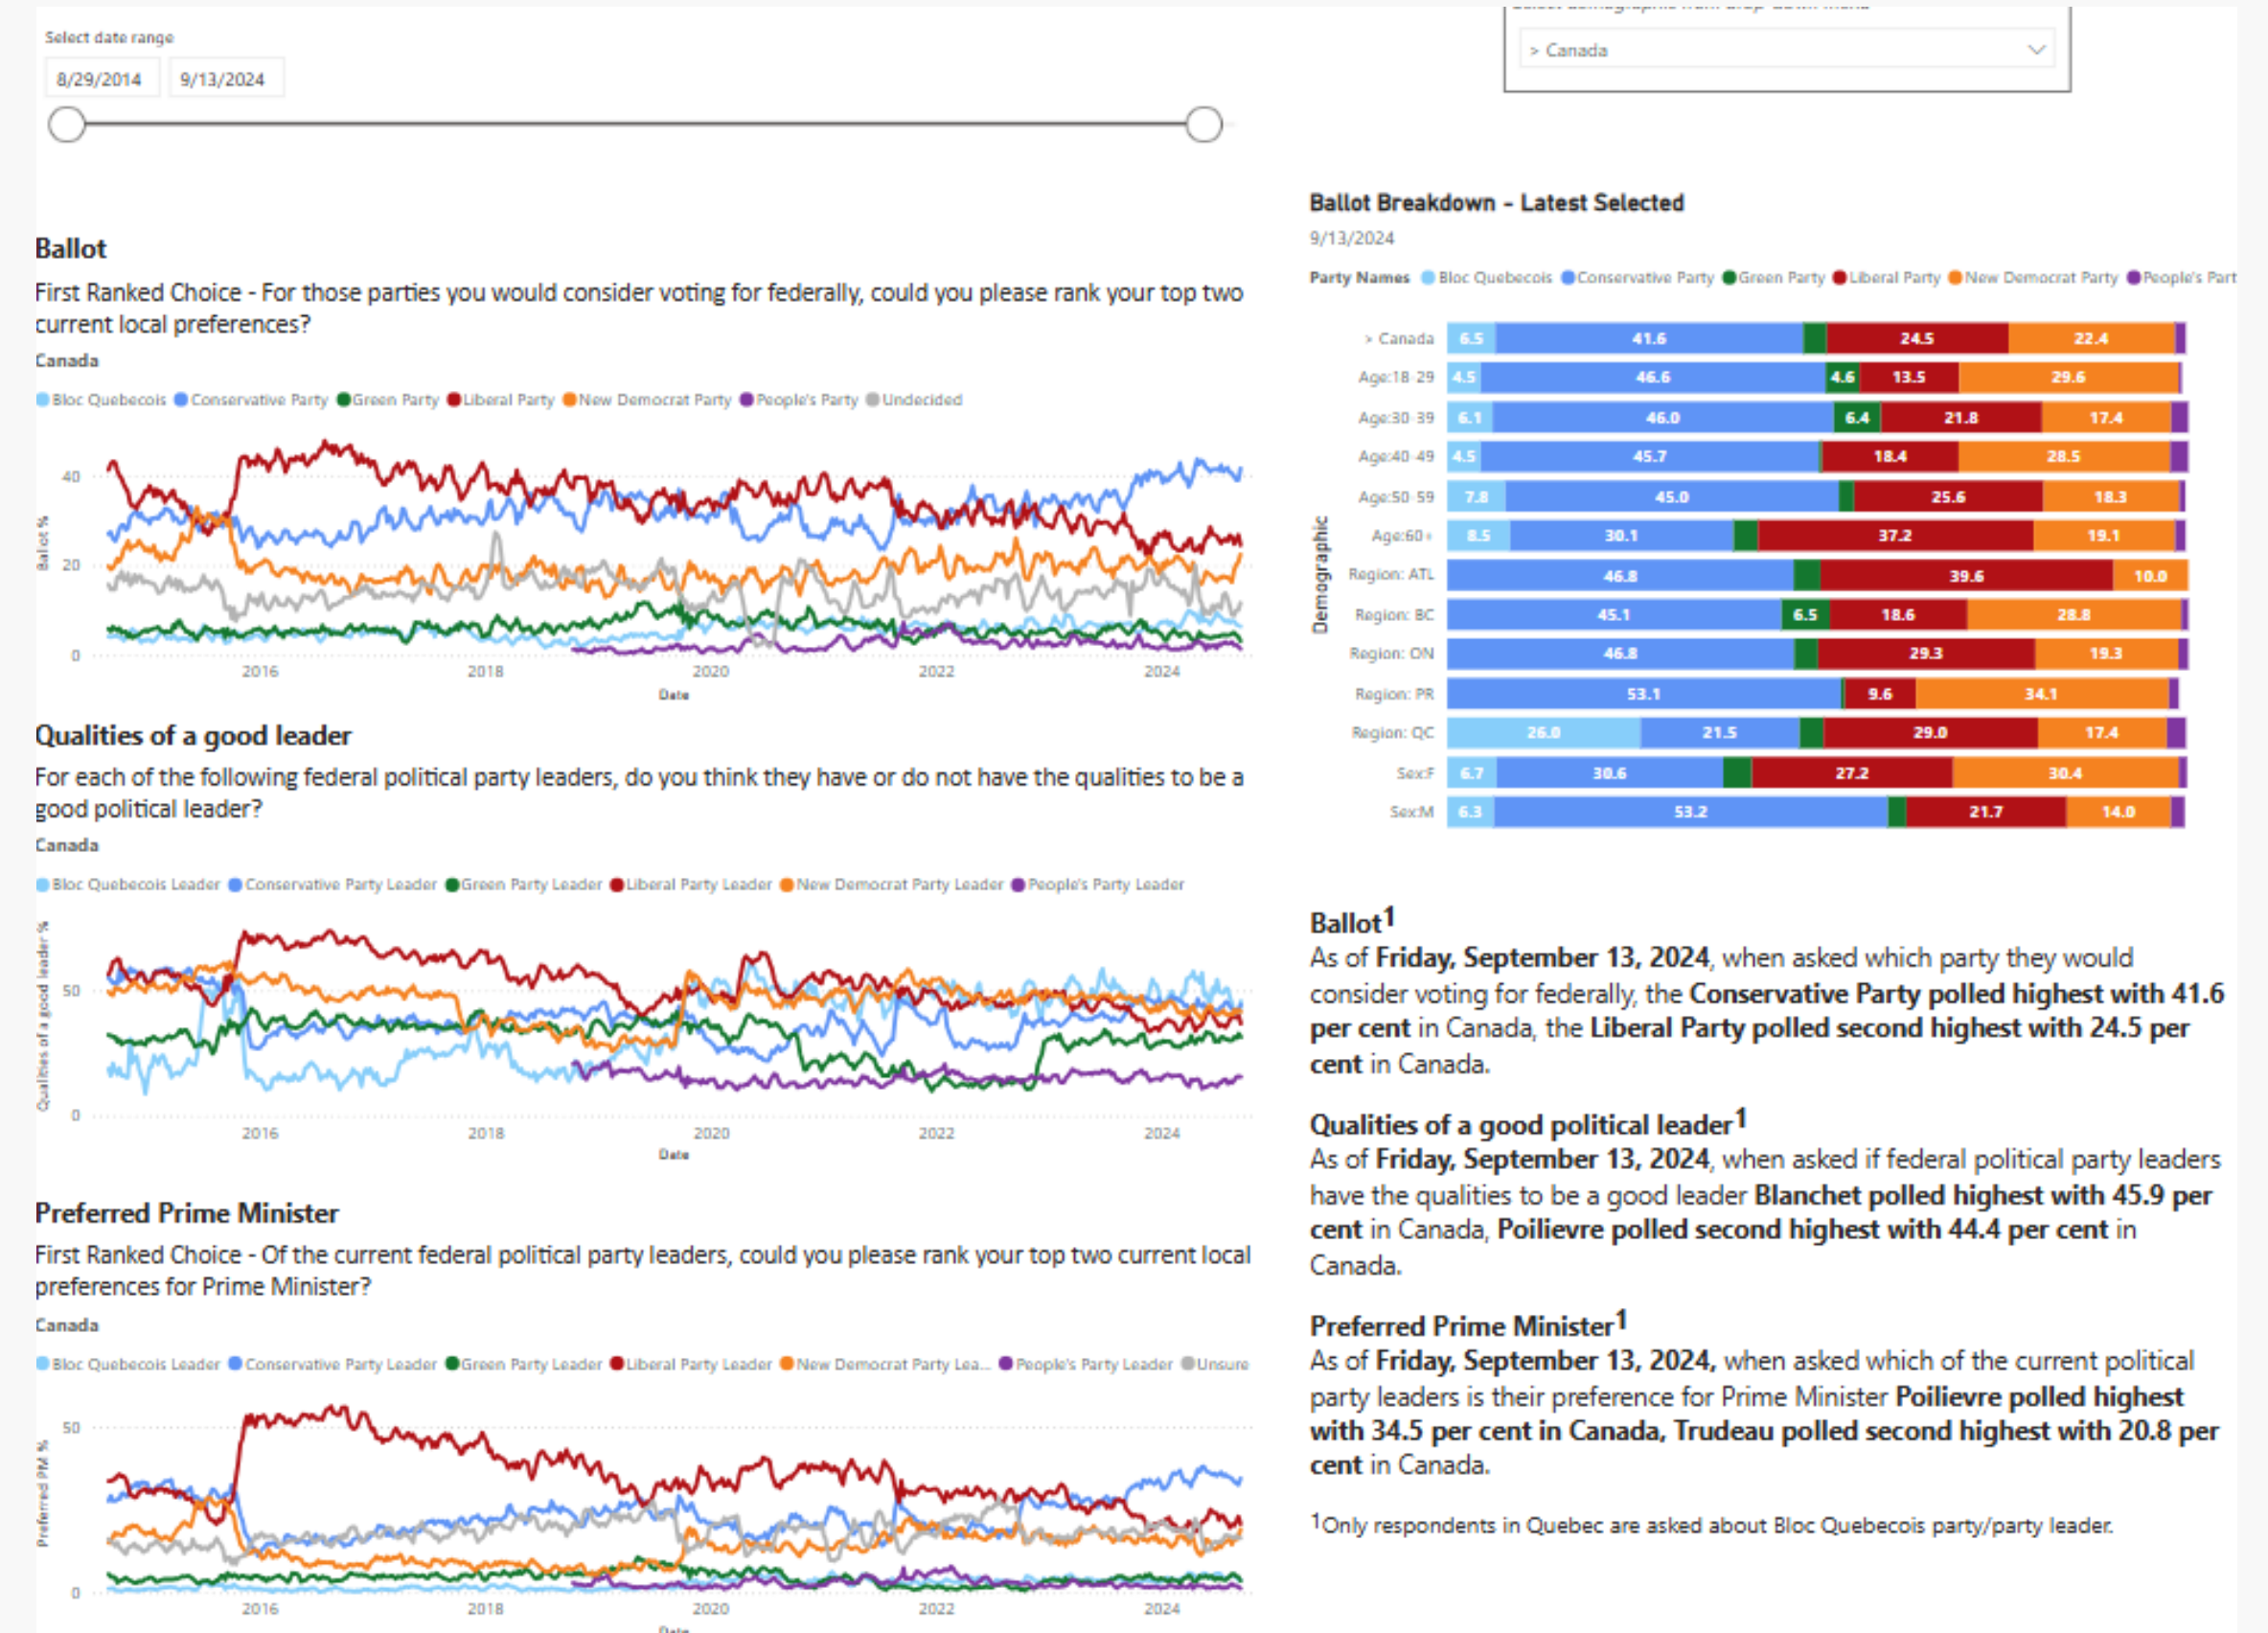 Select date range
8/29/2014 9/13/2024
> Canada
Ballot
First Ranked Choice - For those parties you would consider voting for federally, could you please rank your top two
current local preferences?
Canada
Bloc Quebecois Conservative Party Green Party Liberal Party New Democrat Party People's Party Undecided
Ballot %
40
20
0
2016 2018 2020 2022 2024
Date
Qualities of a good leader
For each of the following federal political party leaders, do you think they have or do not have the qualities to be a
good political leader?
Canada
Bloc Quebecois Leader Conservative Party Leader Green Party Leader Liberal Party Leader New Democrat Party Leader People's Party Leader
Qualities of a good leader %
50
0
2016 2018 2020 2022 2024
Date
Preferred Prime Minister
First Ranked Choice - Of the current federal political party leaders, could you please rank your top two current local
preferences for Prime Minister?
Canada
Bloc Quebecois Leader Conservative Party Leader Green Party Leader Liberal Party Leader New Democrat Party Lea... People's Party Leader Unsure
Preferred PM %
50
0
2016 2018 2020 2022 2024
Ballot Breakdown - Latest Selected
9/13/2024
Party Names Bloc Quebecois Conservative Party Green Party Liberal Party New Democrat Party People's Part
Demographic
> Canada 6.5 41.6 24.5 22.4
Age:18-29 4.5 46.6 4.6 13.5 29.6
Age:30-39 6.1 46.0 6.4 21.8 17.4
Age:40-49 4.5 45.7 18.4 28.5
Age:50-59 7.8 45.0 25.6 18.3
Age:60+ 8.5 30.1 37.2 19.1
Region: ATL 46.8 39.6 10.0
Region: BC 45.1 6.5 18.6 28.8
Region: ON 46.8 29.3 19.3
Region: PR 53.1 9.6 34.1
Region: QC 26.0 21.5 29.0 17.4
Sex:F 6.7 30.6 27.2 30.4
Sex:M 6.3 53.2 21.7 14.0
Ballot1
As of Friday, September 13, 2024, when asked which party they would
consider voting for federally, the Conservative Party polled highest with 41.6
per cent in Canada, the Liberal Party polled second highest with 24.5 per
cent in Canada.
Qualities of a good political leader1
As of Friday, September 13, 2024, when asked if federal political party leaders
have the qualities to be a good leader Blanchet polled highest with 45.9 per
cent in Canada, Poilievre polled second highest with 44.4 per cent in
Canada.
Preferred Prime Minister1
As of Friday, September 13, 2024, when asked which of the current political
party leaders is their preference for Prime Minister Poilievre polled highest
with 34.5 per cent in Canada, Trudeau polled second highest with 20.8 per
cent in Canada.
1Only respondents in Quebec are asked about Bloc Quebecois party/party leader.